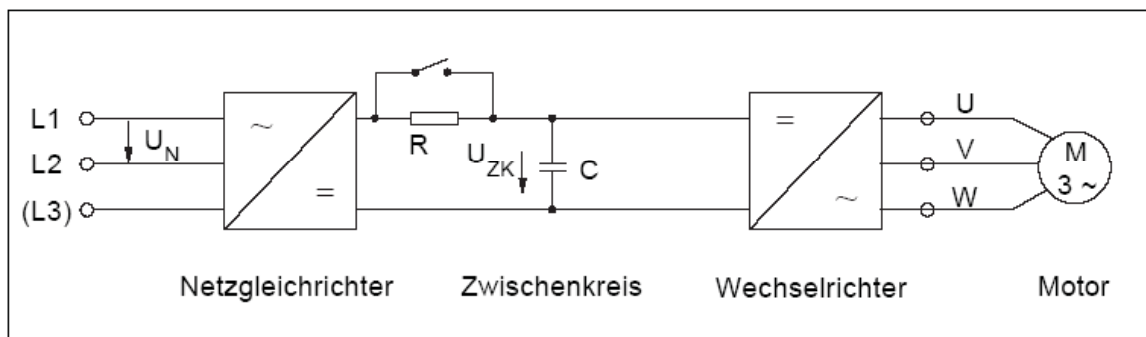 L1
L2
(L3)
U_N
~
=
R
U_ZK
C
=
~
U
V
W
M
3 ~
Netzgleichrichter
Zwischenkreis
Wechselrichter
Motor